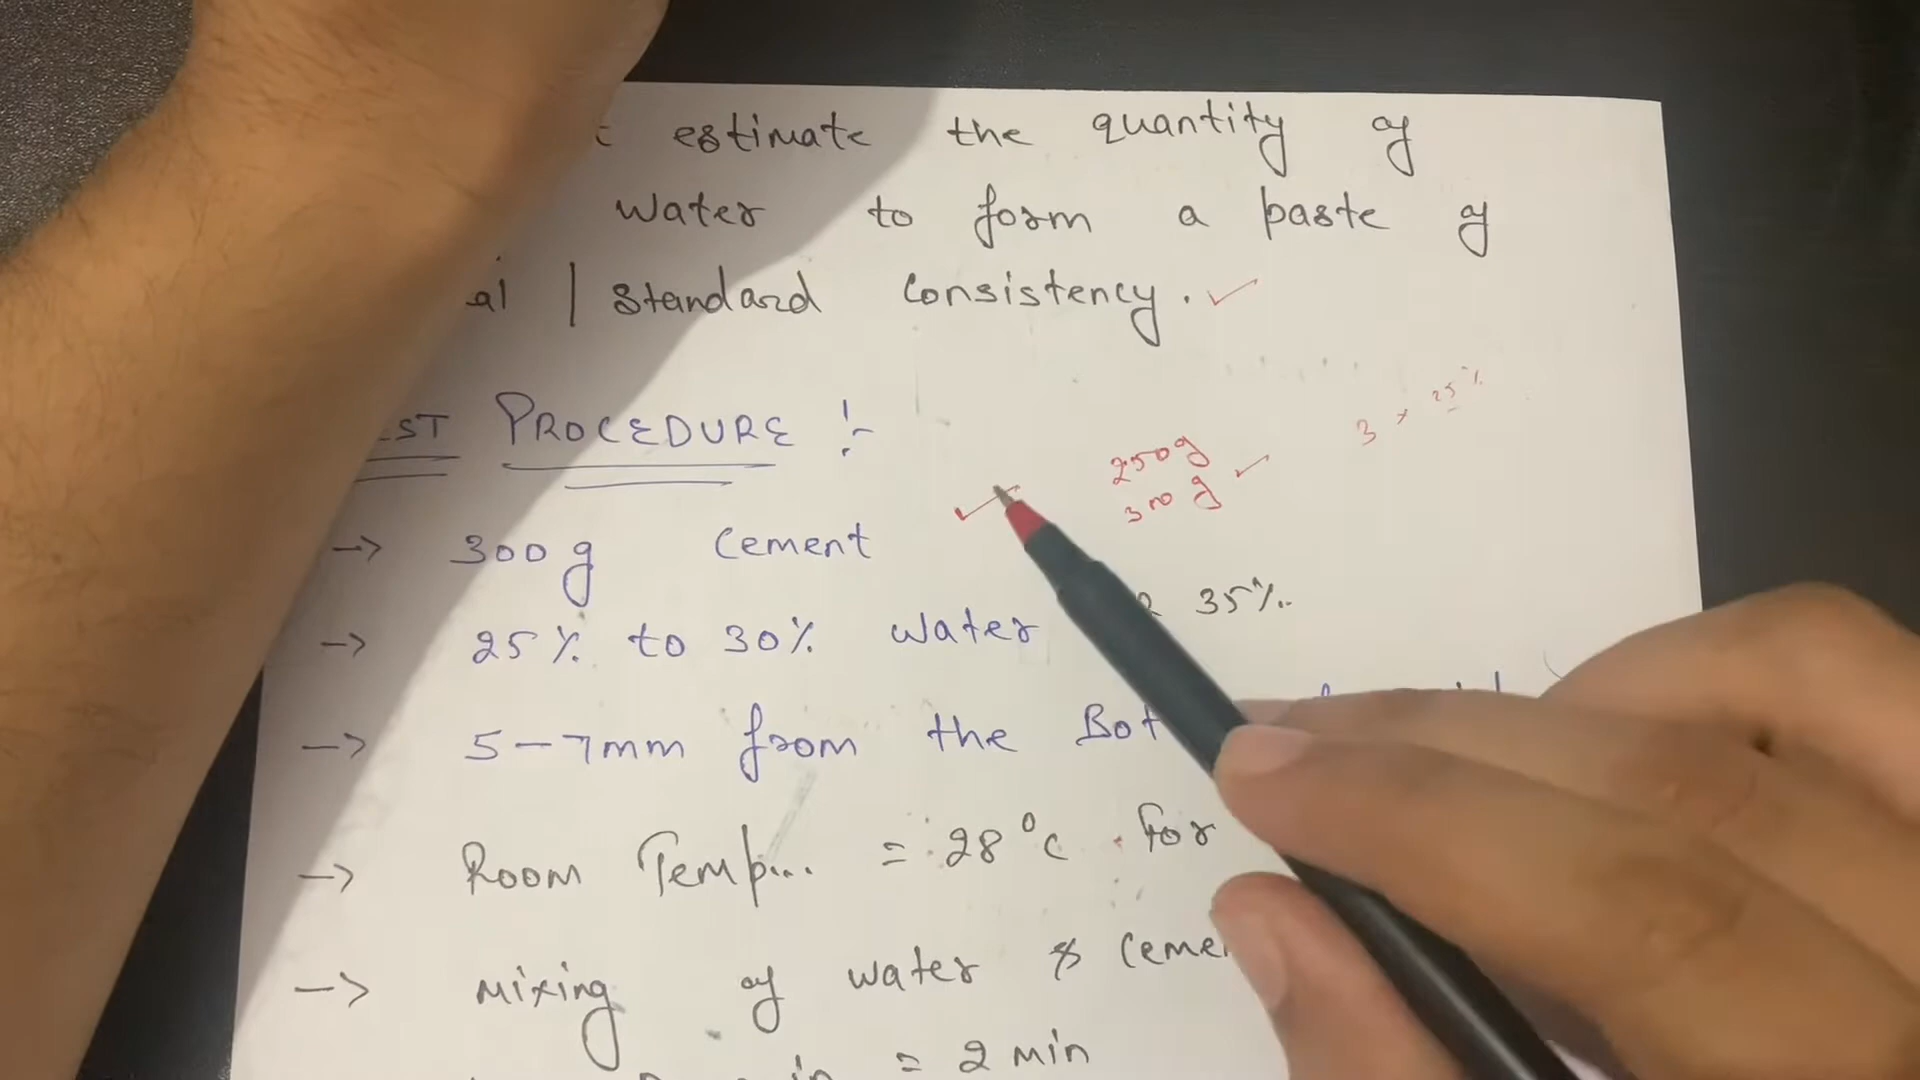 estimate the quantity of
water to form a paste of
al | standard consistency. ✓
ST PROCEDURE :-
3 × 25%
250g
300g ✓
→ 300g cement ✓
→ 25% to 30% water 35%.
→ 5-7mm from the Bot
→ Room Temp... = 28°c for
→ mixing of water & ceme
= 2 min